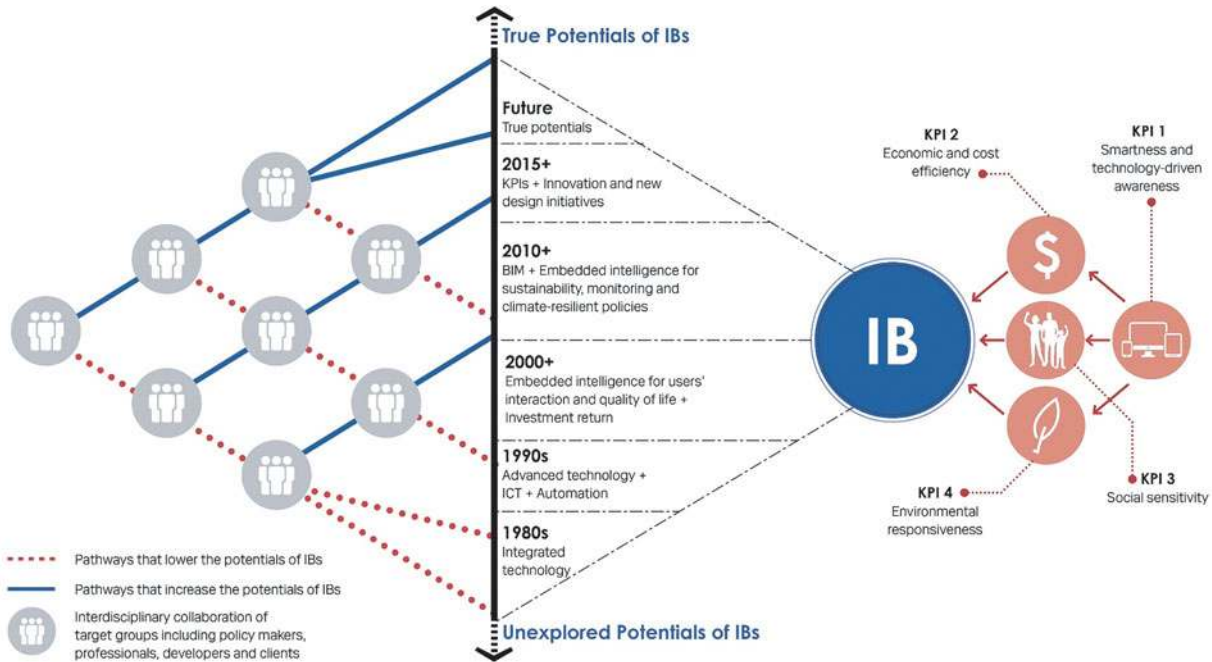 True Potentials of IBs
Future
True potentials
2015+
KPIs + Innovation and new
design initiatives
2010+
BIM + Embedded intelligence for
sustainability, monitoring and
climate-resilient policies
2000+
Embedded intelligence for users'
interaction and quality of life +
Investment return
1990s
Advanced technology +
ICT + Automation
1980s
Integrated
technology
Unexplored Potentials of IBs
Pathways that lower the potentials of IBs
Pathways that increase the potentials of IBs
Interdisciplinary collaboration of
target groups including policy makers,
professionals, developers and clients
IB
KPI 2
Economic and cost
efficiency
KPI 1
Smartness and
technology-driven
awareness
$
KPI 4
Environmental
responsiveness
KPI 3
Social sensitivity